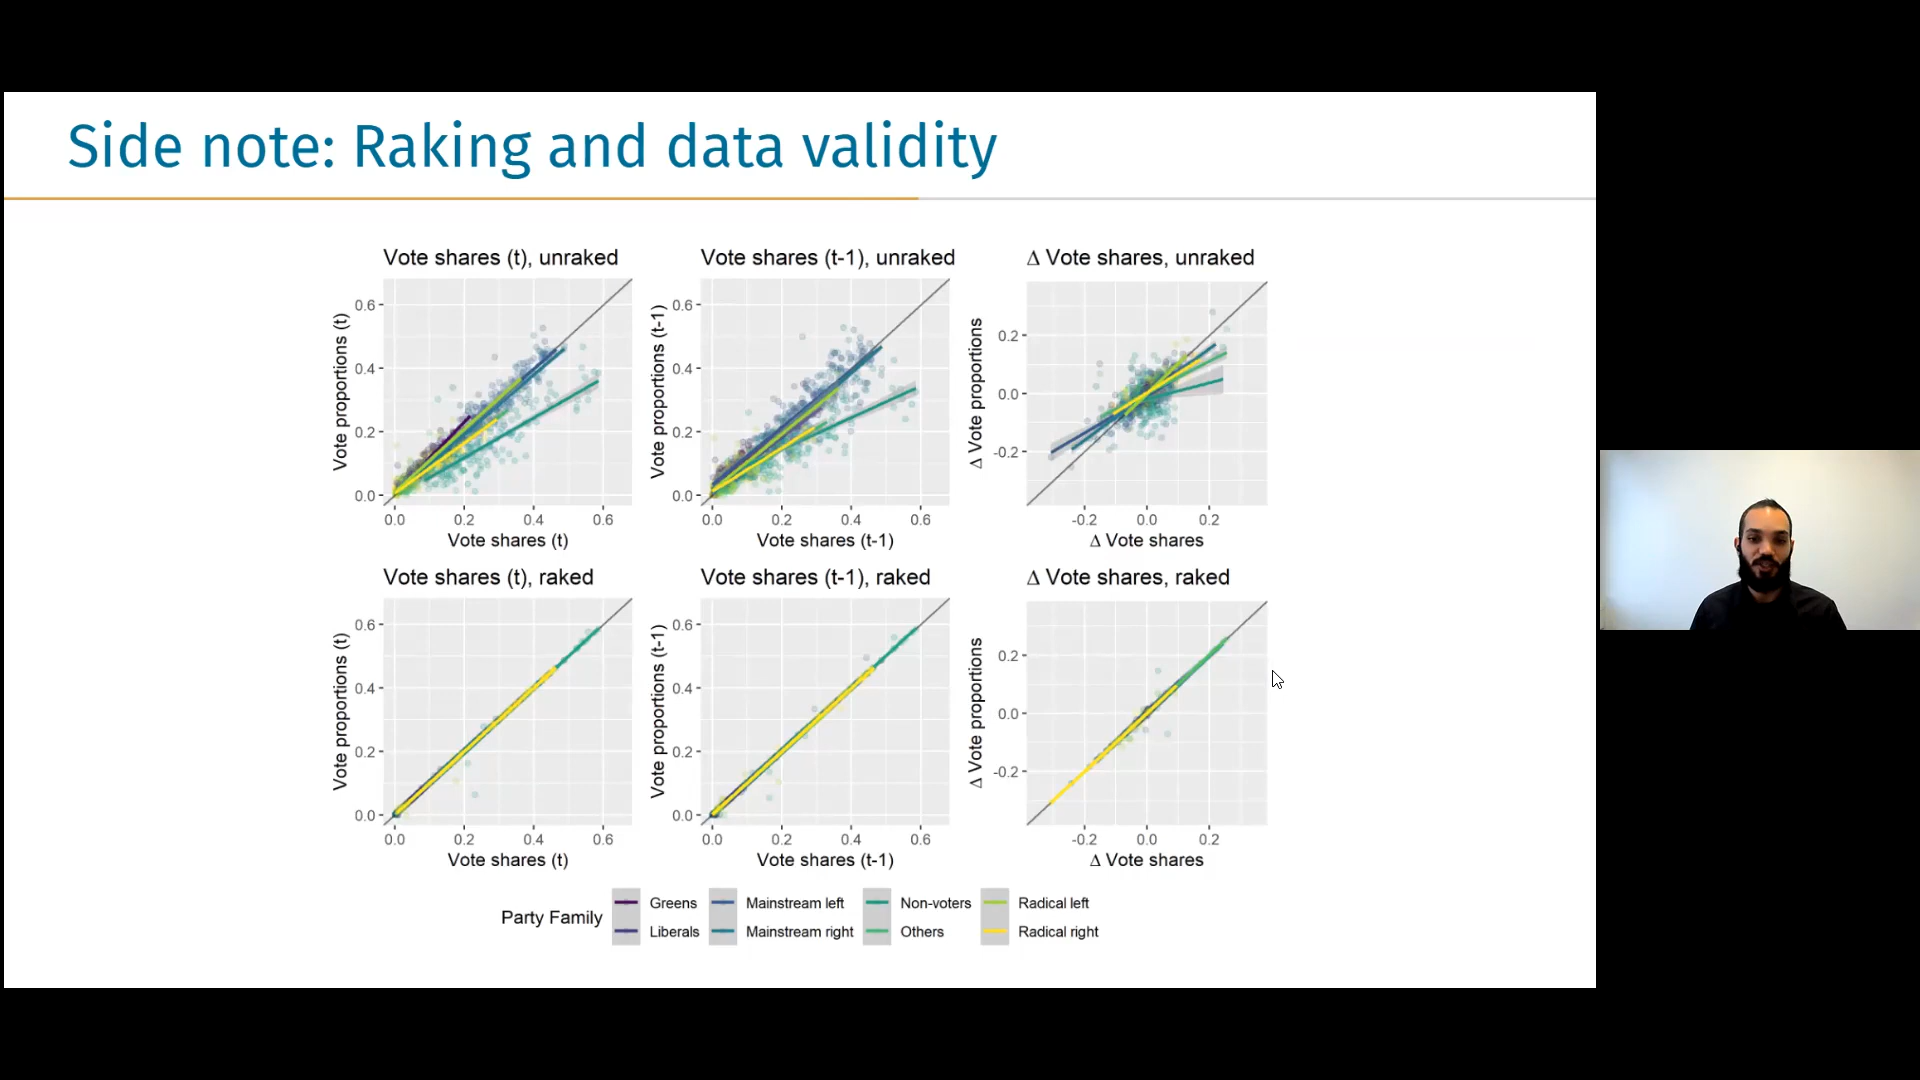 Side note: Raking and data validity
Vote shares (t), unraked
Vote shares (t-1), unraked
Δ Vote shares, unraked
Vote proportions (t)
0.6
0.4
0.2
0.0
0.0 0.2 0.4 0.6
Vote shares (t)
Vote proportions (t-1)
0.6
0.4
0.2
0.0
0.0 0.2 0.4 0.6
Vote shares (t-1)
Δ Vote proportions
0.2
0.0
-0.2
-0.2 0.0 0.2
Δ Vote shares
Vote shares (t), raked
Vote shares (t-1), raked
Δ Vote shares, raked
Vote proportions (t)
0.6
0.4
0.2
0.0
0.0 0.2 0.4 0.6
Vote shares (t)
Vote proportions (t-1)
0.6
0.4
0.2
0.0
0.0 0.2 0.4 0.6
Vote shares (t-1)
Δ Vote proportions
0.2
0.0
-0.2
-0.2 0.0 0.2
Δ Vote shares
Party Family
Greens Mainstream left Non-voters Radical left
Liberals Mainstream right Others Radical right